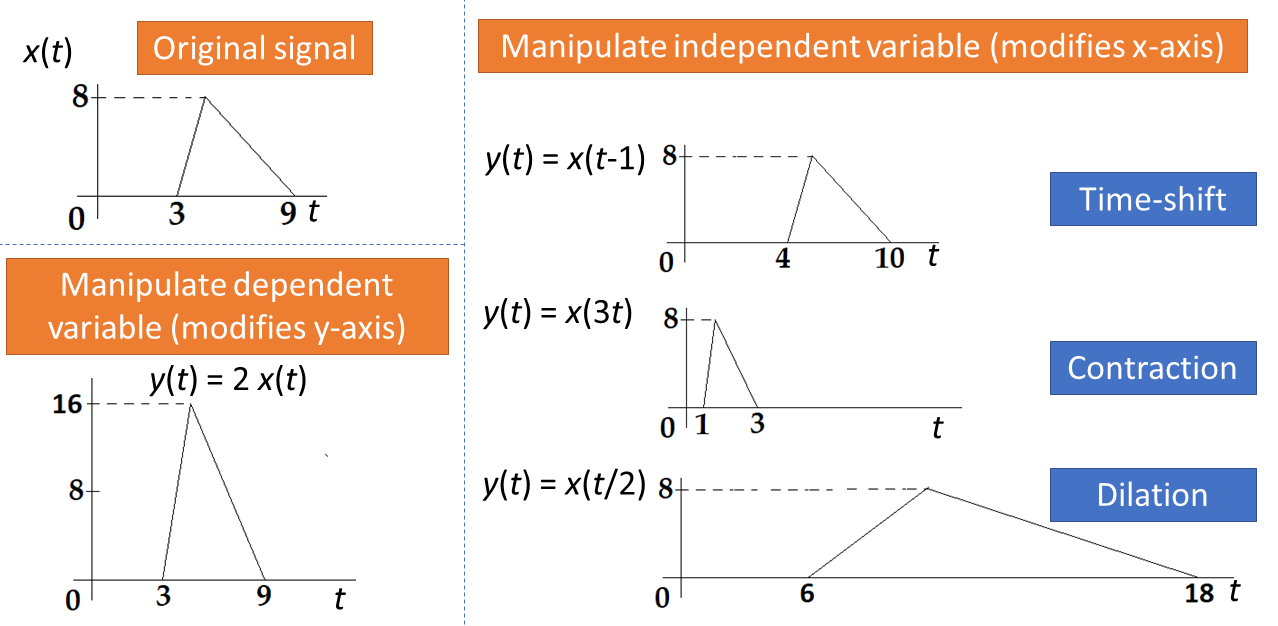 x(t)
Original signal
8
0
3
9
t
Manipulate dependent
variable (modifies y-axis)
y(t) = 2 x(t)
16
8
0
3
9
t
Manipulate independent variable (modifies x-axis)
y(t) = x(t-1)
8
0
4
10
t
Time-shift
y(t) = x(3t)
8
0
1
3
t
Contraction
y(t) = x(t/2)
8
0
6
18
t
Dilation